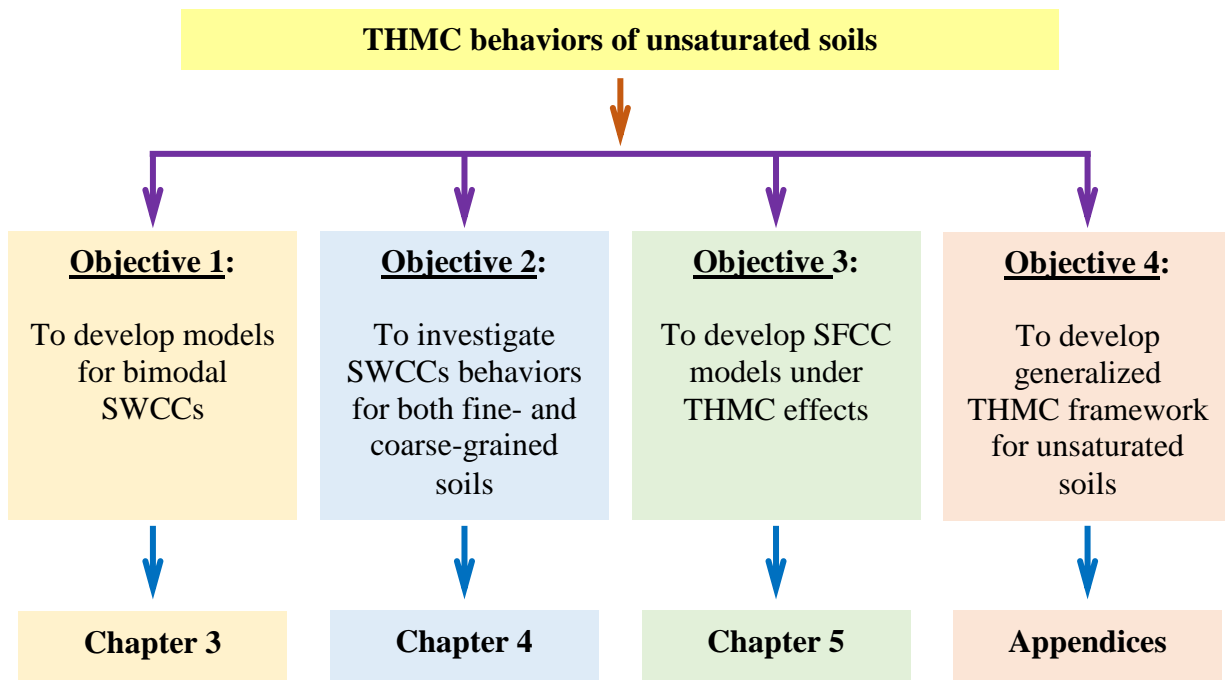 THMC behaviors of unsaturated soils
Objective 1:
To develop models
for bimodal
SWCCs
Objective 2:
To investigate
SWCCs behaviors
for both fine- and
coarse-grained
soils
Objective 3:
To develop SFCC
models under
THMC effects
Objective 4:
To develop
generalized
THMC framework
for unsaturated
soils
Chapter 3
Chapter 4
Chapter 5
Appendices